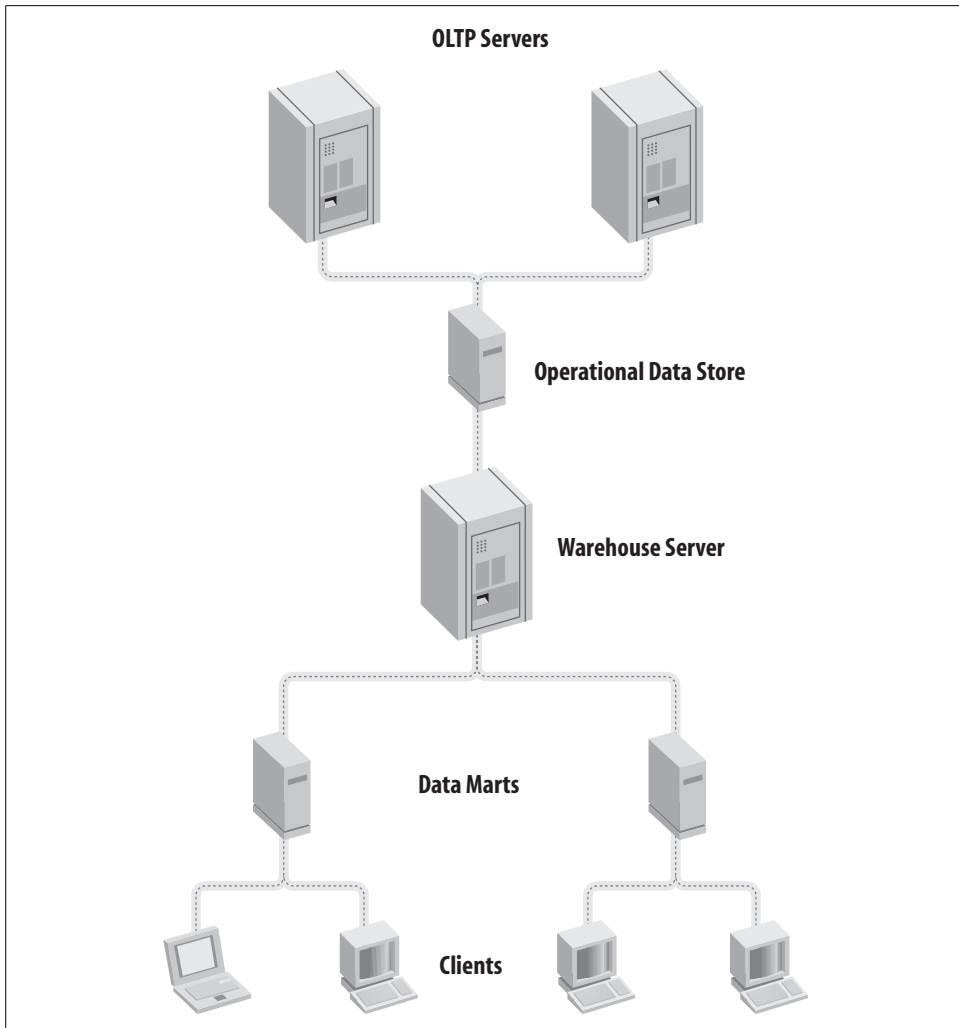 OLTP Servers
Operational Data Store
Warehouse Server
Data Marts
Clients